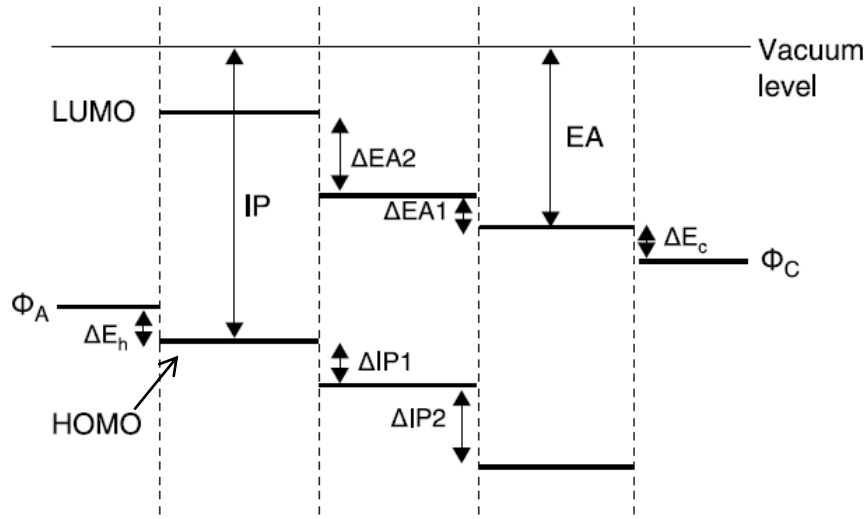 Vacuum
level
LUMO
ΔEA2
EA
IP
ΔEA1
ΔE_c
Φ_C
Φ_A
ΔE_h
ΔIP1
HOMO
ΔIP2